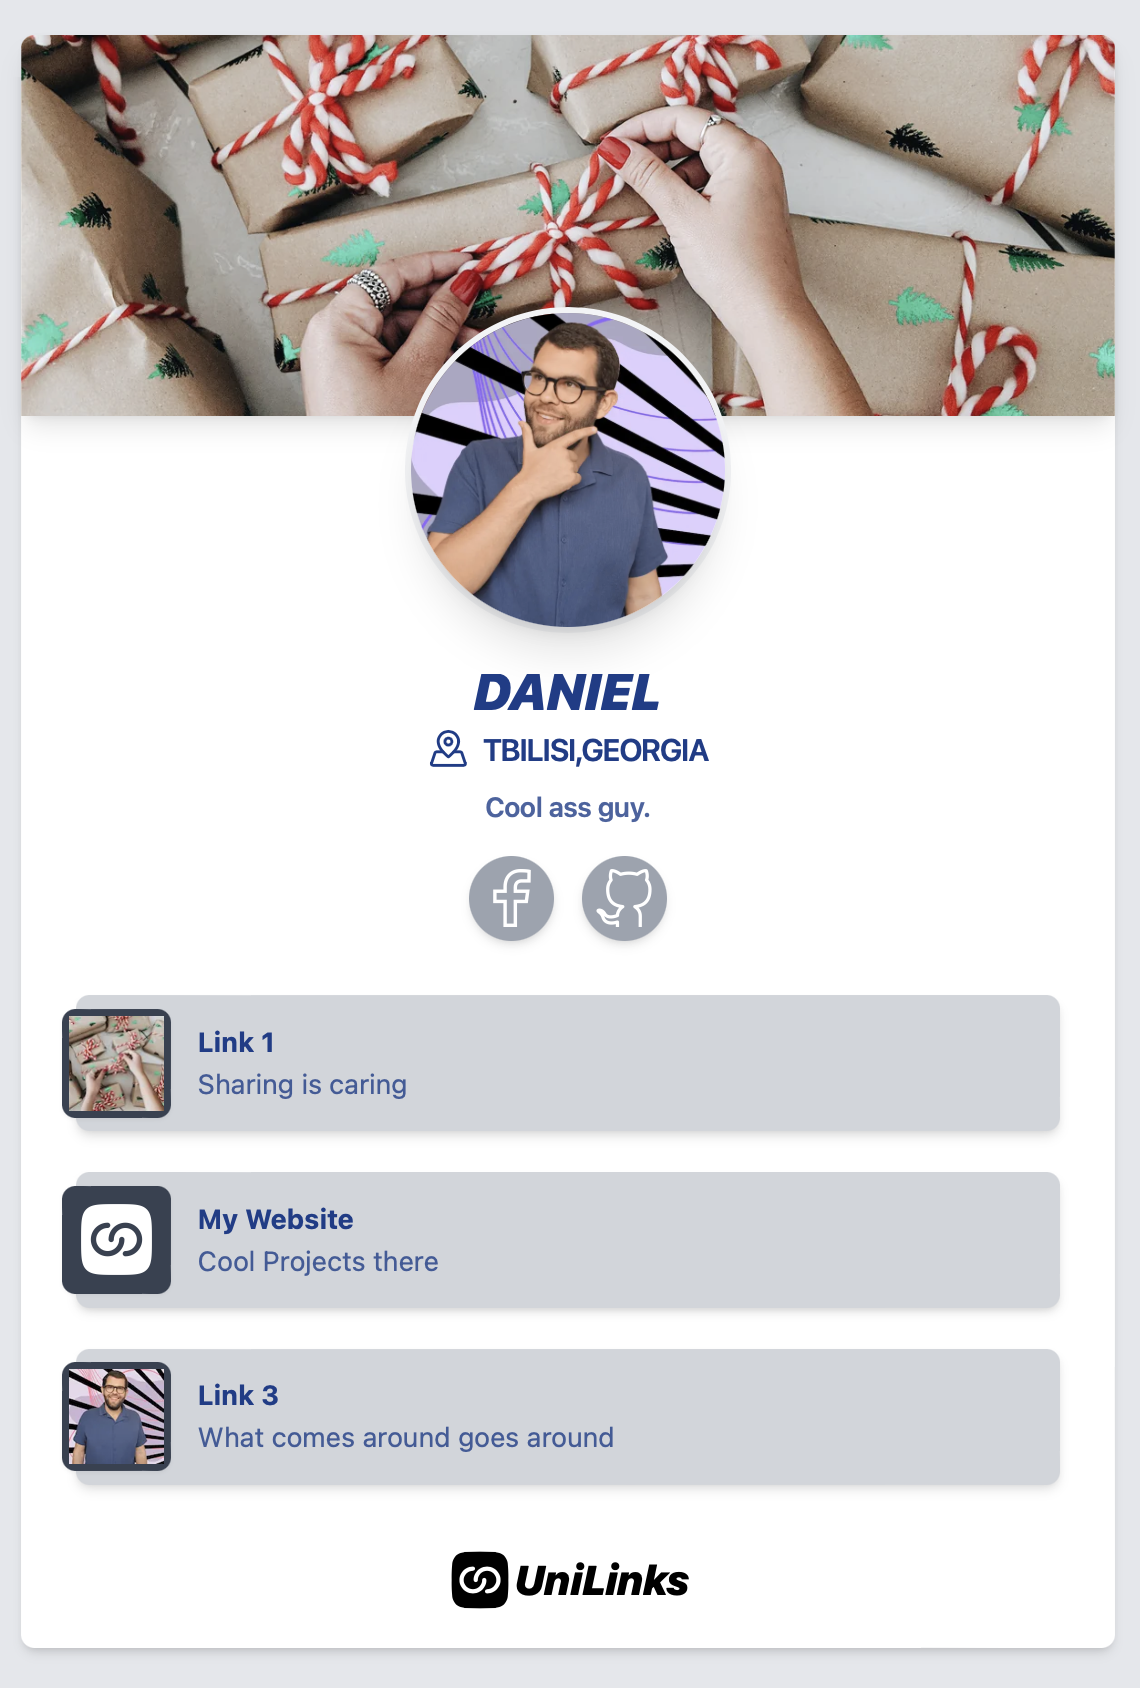 DANIEL
TBILISI,GEORGIA
Cool ass guy.
Link 1
Sharing is caring
My Website
Cool Projects there
Link 3
What comes around goes around
UniLinks